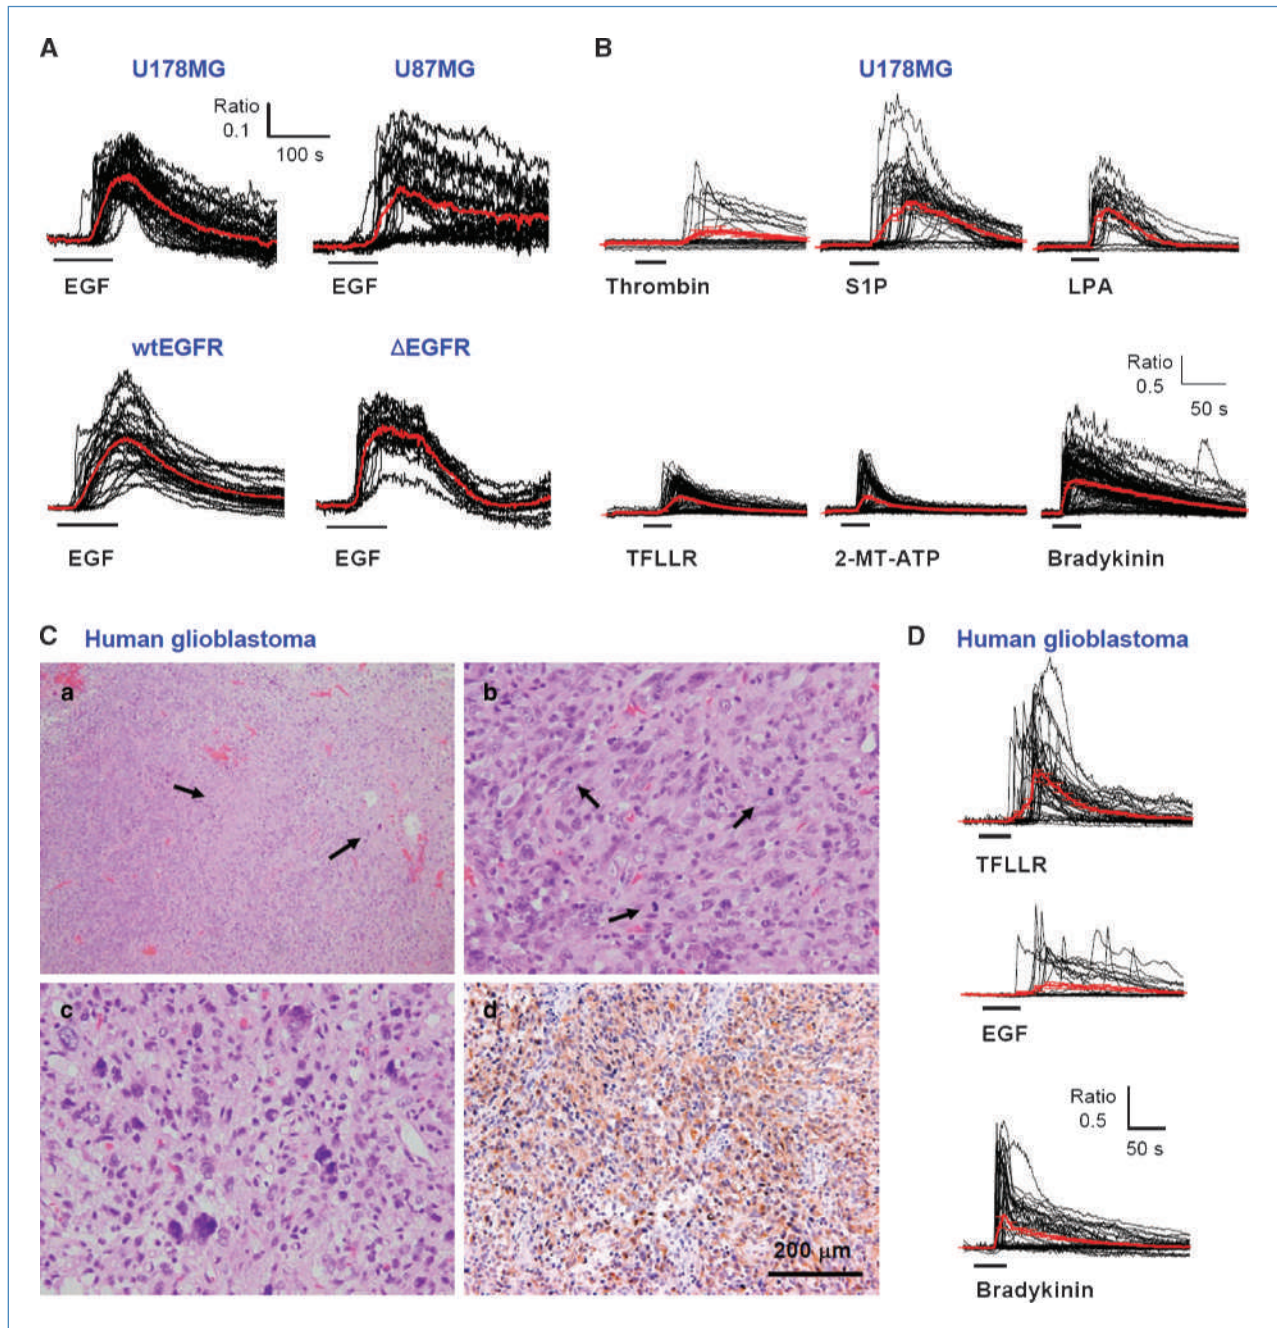 A
U178MG
U87MG
Ratio
0.1
100 s
EGF
EGF
wtEGFR
ΔEGFR
EGF
EGF
B
U178MG
Thrombin
S1P
LPA
Ratio
0.5
50 s
TFLLR
2-MT-ATP
Bradykinin
C Human glioblastoma
a
b
c
d
200 μm
D Human glioblastoma
TFLLR
EGF
Ratio
0.5
50 s
Bradykinin